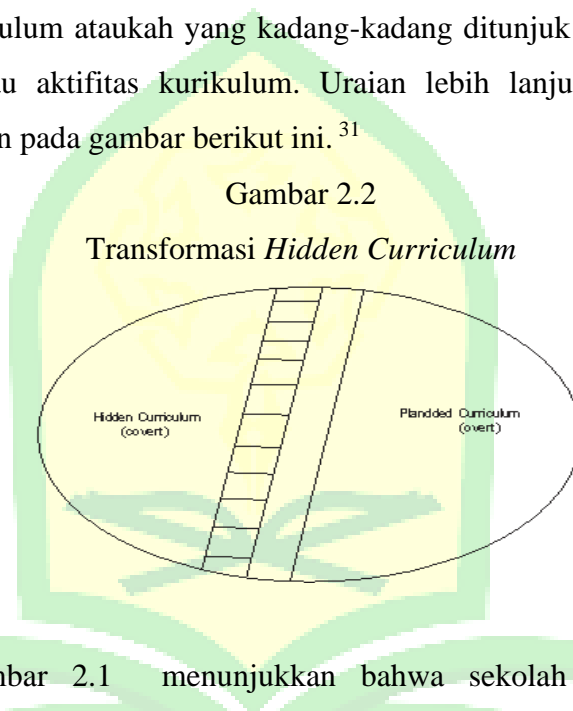 ulum ataukah yang kadang-kadang ditunjuk
u aktifitas kurikulum. Uraian lebih lanju
n pada gambar berikut ini. 31
Gambar 2.2
Transformasi Hidden Curriculum
Hidden Curriculum
(covert)
Plandded Curriculum
(overt)
bar 2.1 menunjukkan bahwa sekolah